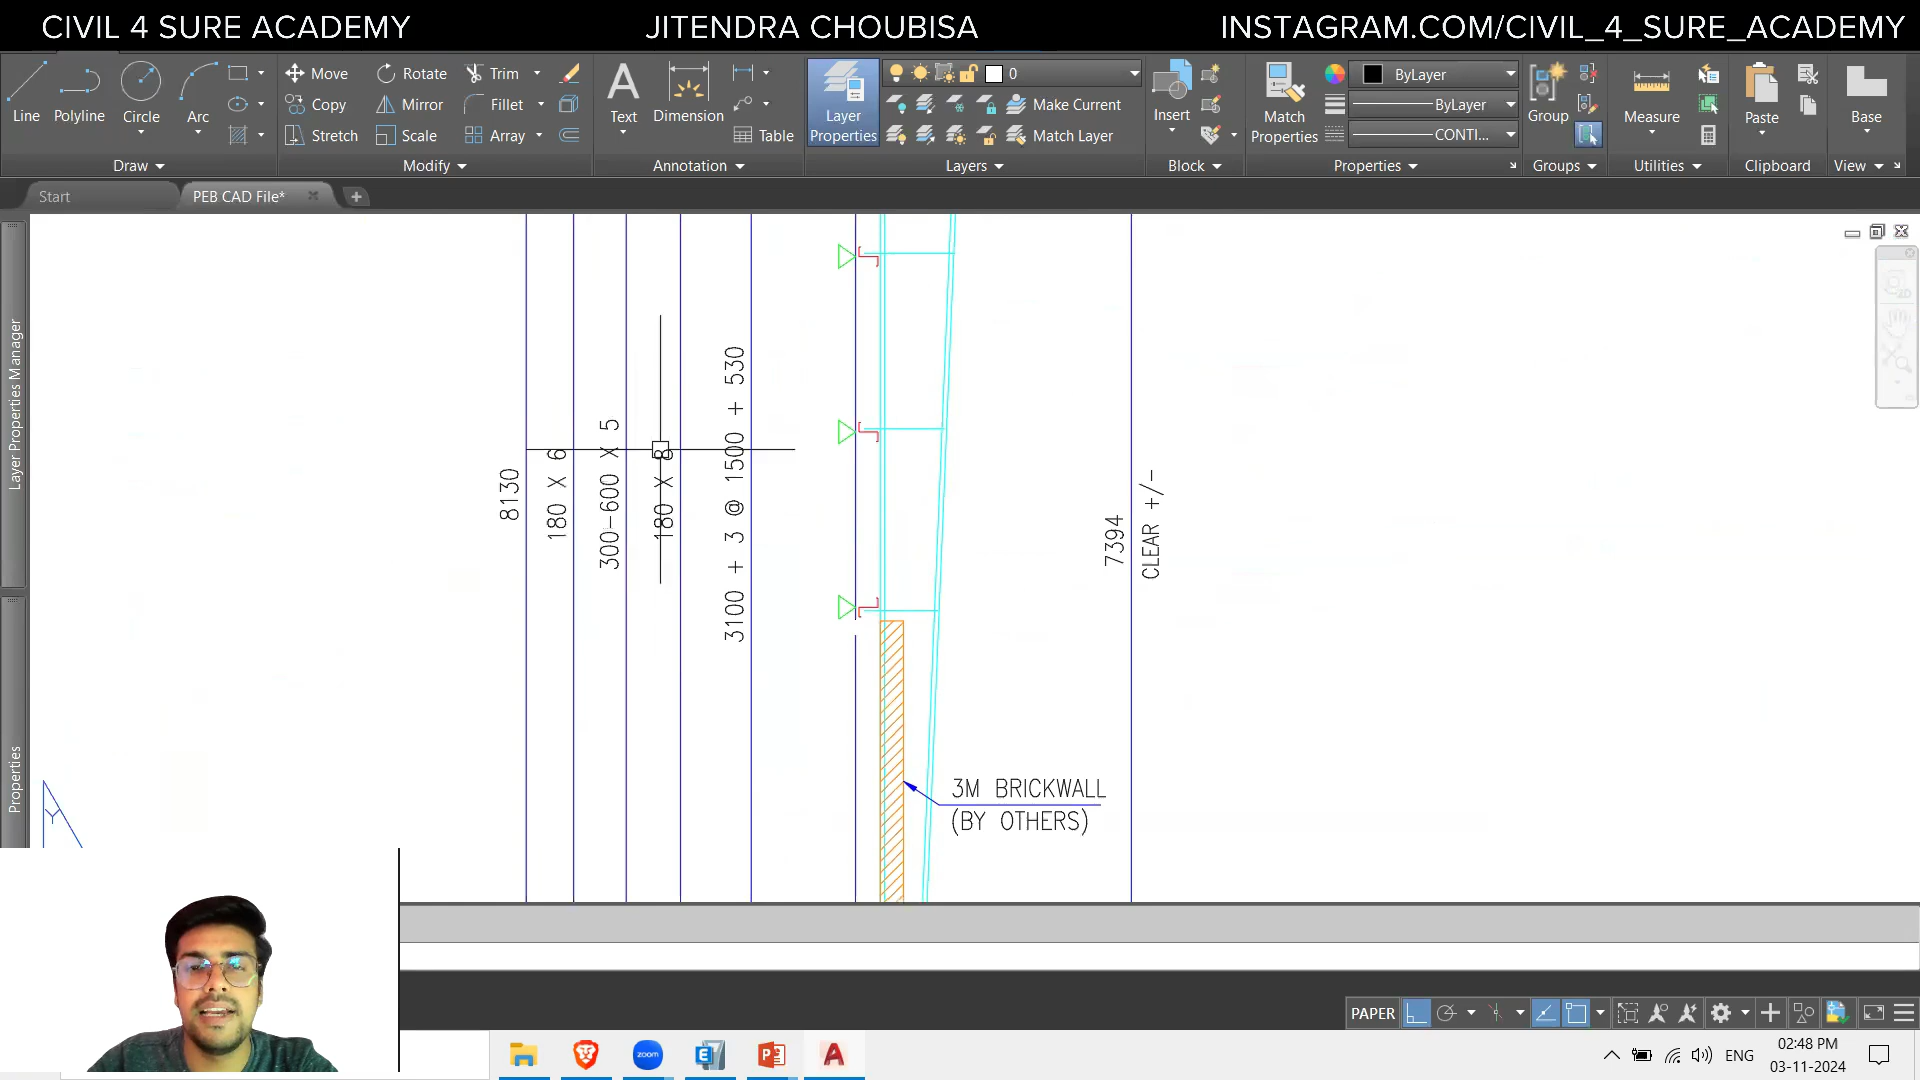 CIVIL 4 SURE ACADEMY
JITENDRA CHOUBISA
INSTAGRAM.COM/CIVIL_4_SURE_ACADEMY
Line
Polyline
Circle
Arc
Move
Rotate
Trim
Copy
Mirror
Fillet
Stretch
Scale
Array
Text
Dimension
Table
Layer Properties
0
Make Current
Match Layer
Insert
Match Properties
ByLayer
ByLayer
CONTI...
Group
Measure
Paste
Base
Draw
Modify
Annotation
Layers
Block
Properties
Groups
Utilities
Clipboard
View
Start
PEB CAD File*
Layer Properties Manager
Properties
8130
180 X 6
300-600 X 5
180 X 8
3100 + 3 @ 1500 + 530
7394
CLEAR +/-
3M BRICKWALL
(BY OTHERS)
Y
PAPER
zoom
ENG
02:48 PM
03-11-2024